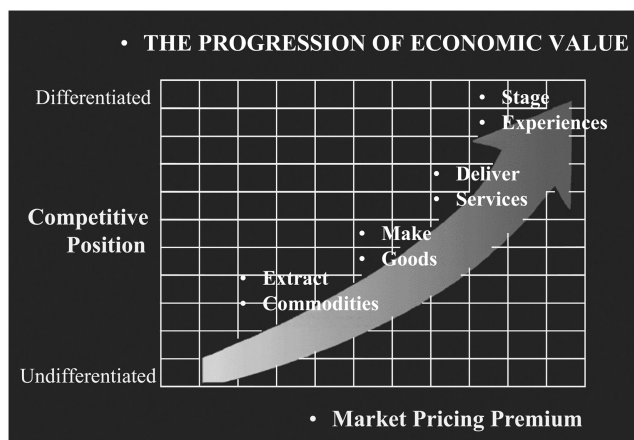 • THE PROGRESSION OF ECONOMIC VALUE
Differentiated
• Stage
• Experiences
• Deliver
• Services
Competitive
Position
• Make
• Goods
• Extract
• Commodities
Undifferentiated
• Market Pricing Premium